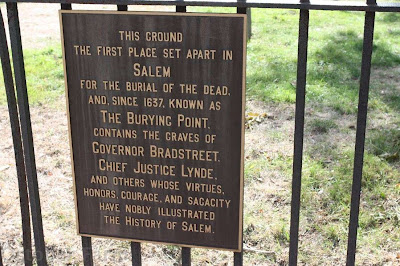 THIS GROUND
THE FIRST PLACE SET APART IN
SALEM
FOR THE BURIAL OF THE DEAD,
AND, SINCE 1637, KNOWN AS
THE BURYING POINT,
CONTAINS THE GRAVES OF
GOVERNOR BRADSTREET,
CHIEF JUSTICE LYNDE,
AND OTHERS WHOSE VIRTUES,
HONORS, COURAGE, AND SAGACITY
HAVE NOBLY ILLUSTRATED
THE HISTORY OF SALEM.